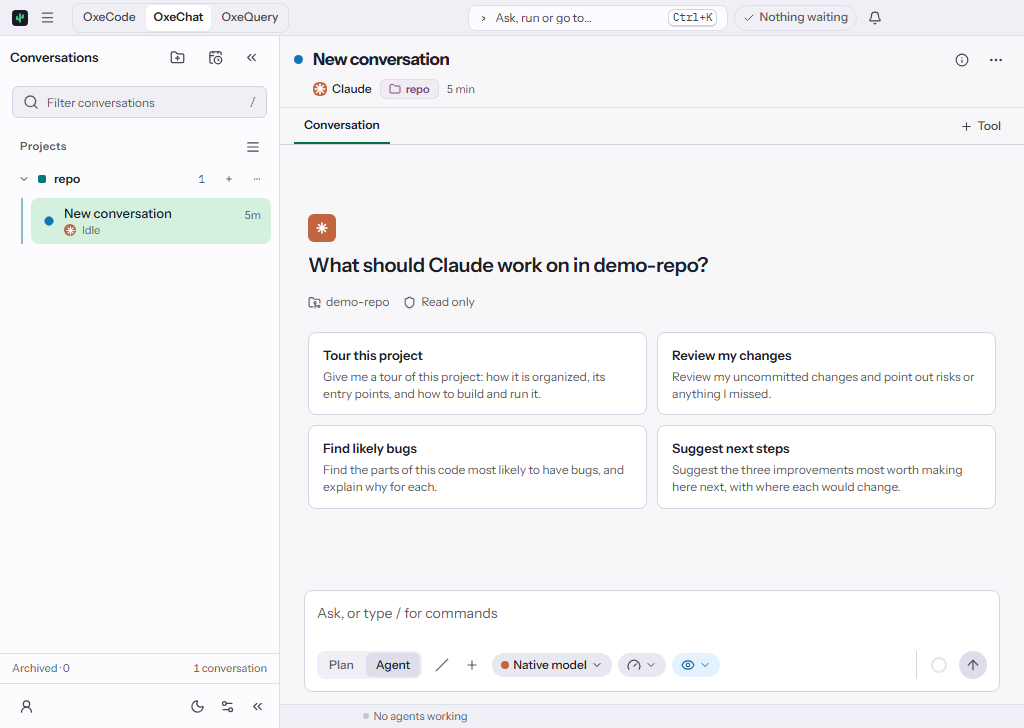 OxeCode OxeChat OxeQuery
› Ask, run or go to... Ctrl+K
Nothing waiting
Conversations
Filter conversations /
Projects
repo 1 + ...
New conversation 5m
Idle
Archived · 0 1 conversation
New conversation
Claude repo 5 min
Conversation
+ Tool
What should Claude work on in demo-repo?
demo-repo Read only
Tour this project
Give me a tour of this project: how it is organized, its
entry points, and how to build and run it.
Review my changes
Review my uncommitted changes and point out risks or
anything I missed.
Find likely bugs
Find the parts of this code most likely to have bugs, and
explain why for each.
Suggest next steps
Suggest the three improvements most worth making
here next, with where each would change.
Ask, or type / for commands
Plan Agent / + Native model
No agents working